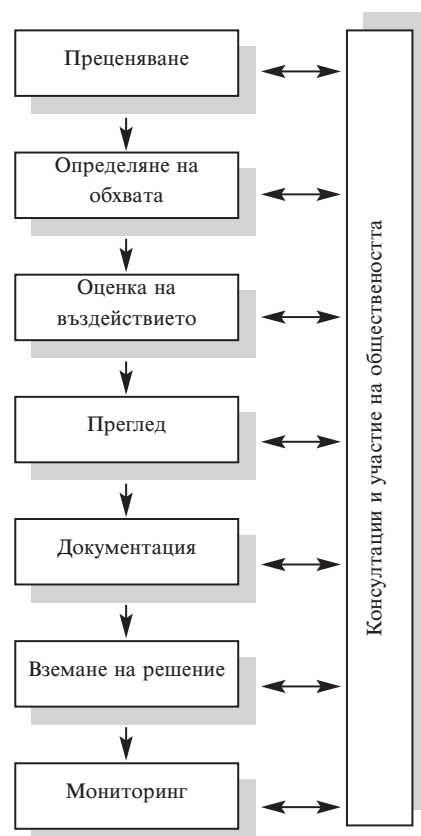 Преценяване
Определяне на
обхвата
Оценка на
въздействието
Преглед
Документация
Вземане на решение
Мониторинг
Консултации и участие на обществеността